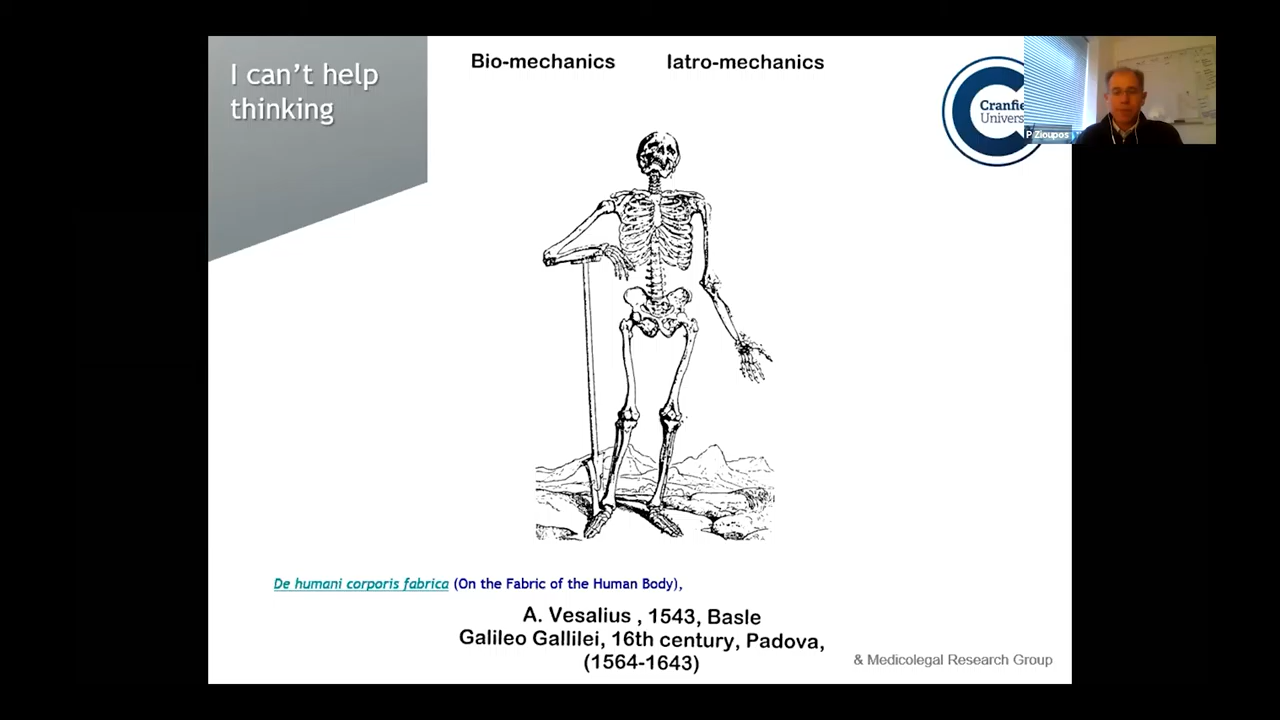 I can't help
thinking
Bio-mechanics Iatro-mechanics
Cranfie
Univers
P Zioupos
De humani corporis fabrica (On the Fabric of the Human Body),
A. Vesalius , 1543, Basle
Galileo Gallilei, 16th century, Padova,
(1564-1643)
& Medicolegal Research Group